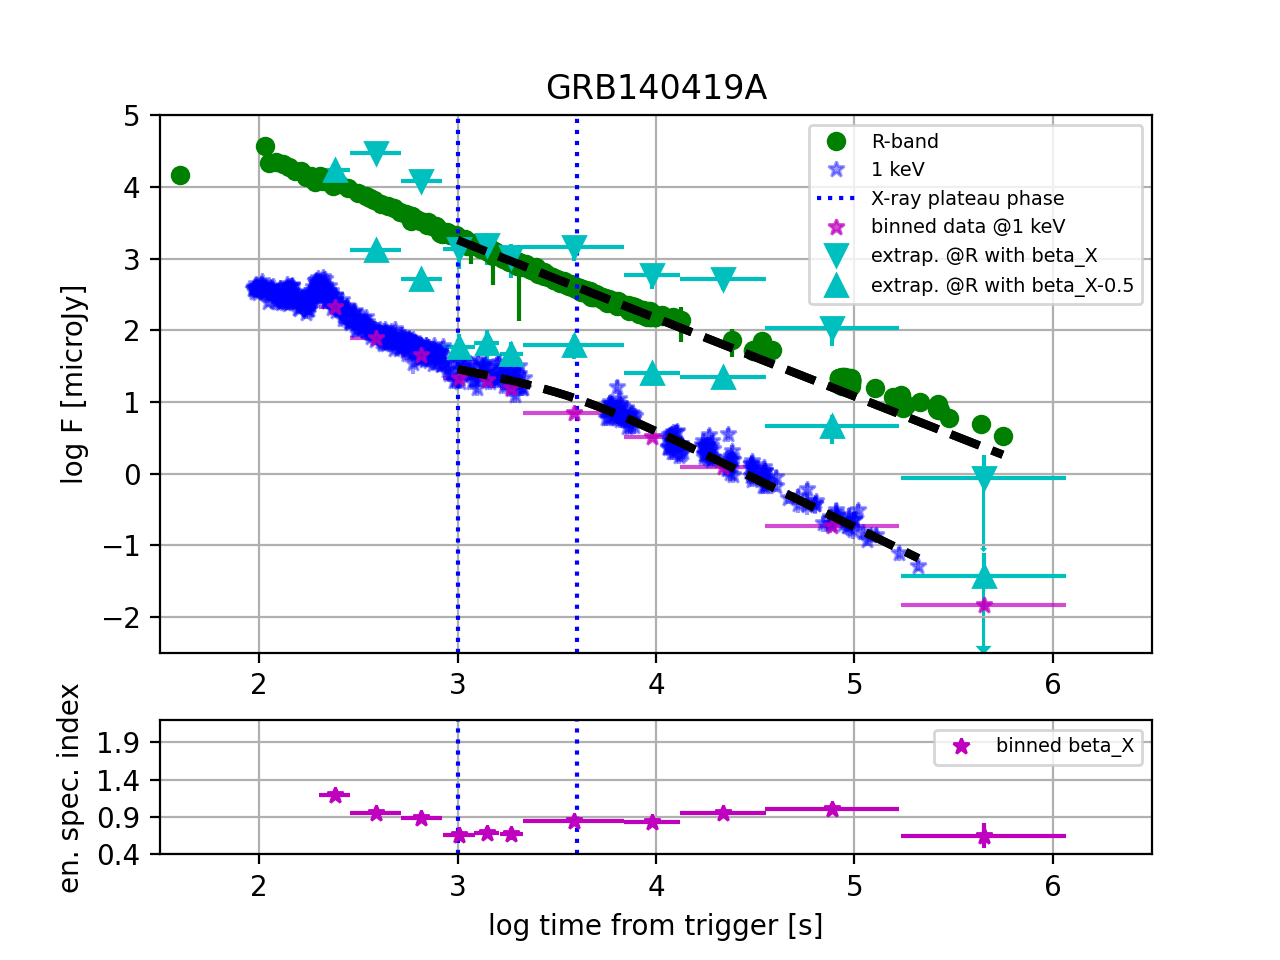 GRB140419A
5
4
3
2
1
0
−1
−2
log F [microJy]
R-band
1 keV
X-ray plateau phase
binned data @1 keV
extrap. @R with beta_X
extrap. @R with beta_X-0.5
2 3 4 5 6
1.9
1.4
0.9
0.4
en. spec. index
binned beta_X
2 3 4 5 6
log time from trigger [s]